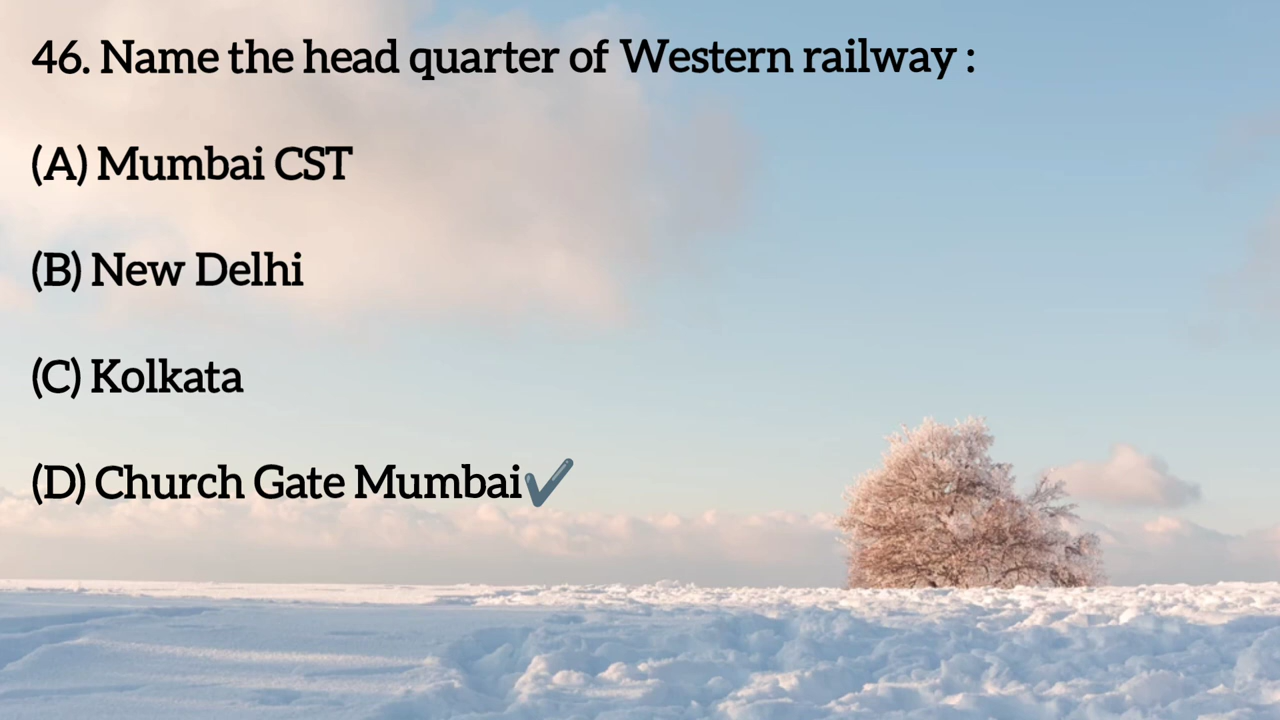 46. Name the head quarter of Western railway :
(A) Mumbai CST
(B) New Delhi
(C) Kolkata
(D) Church Gate Mumbai✔